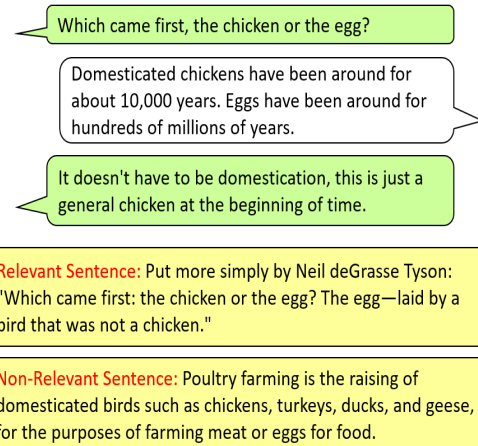 Which came first, the chicken or the egg?
Domesticated chickens have been around for
about 10,000 years. Eggs have been around for
hundreds of millions of years.
It doesn't have to be domestication, this is just a
general chicken at the beginning of time.
Relevant Sentence: Put more simply by Neil deGrasse Tyson:
"Which came first: the chicken or the egg? The egg—laid by a
bird that was not a chicken."
Non-Relevant Sentence: Poultry farming is the raising of
domesticated birds such as chickens, turkeys, ducks, and geese,
for the purposes of farming meat or eggs for food.